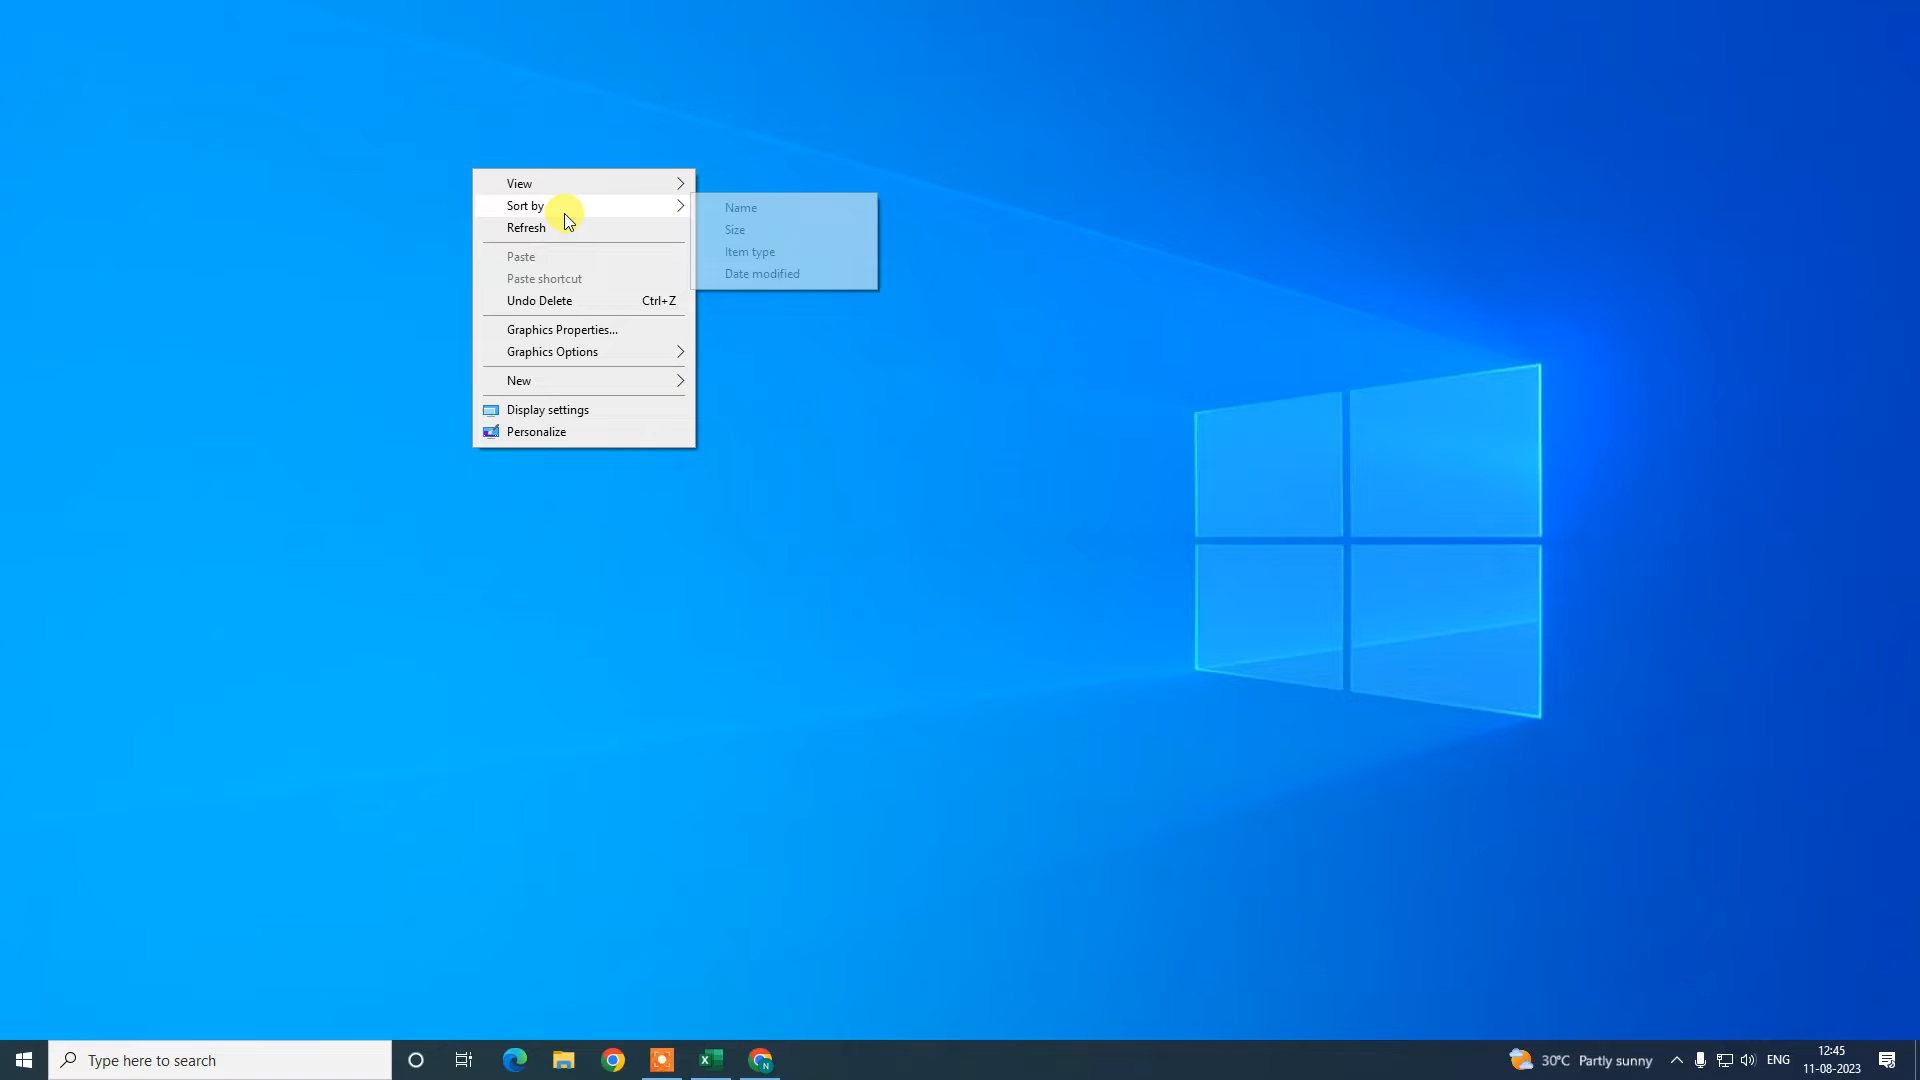 View
Sort by
Refresh
Paste
Paste shortcut
Undo Delete Ctrl+Z
Graphics Properties...
Graphics Options
New
Display settings
Personalize
Name
Size
Item type
Date modified
Type here to search
X
N
30°C Partly sunny
ENG
12:45
11-08-2023